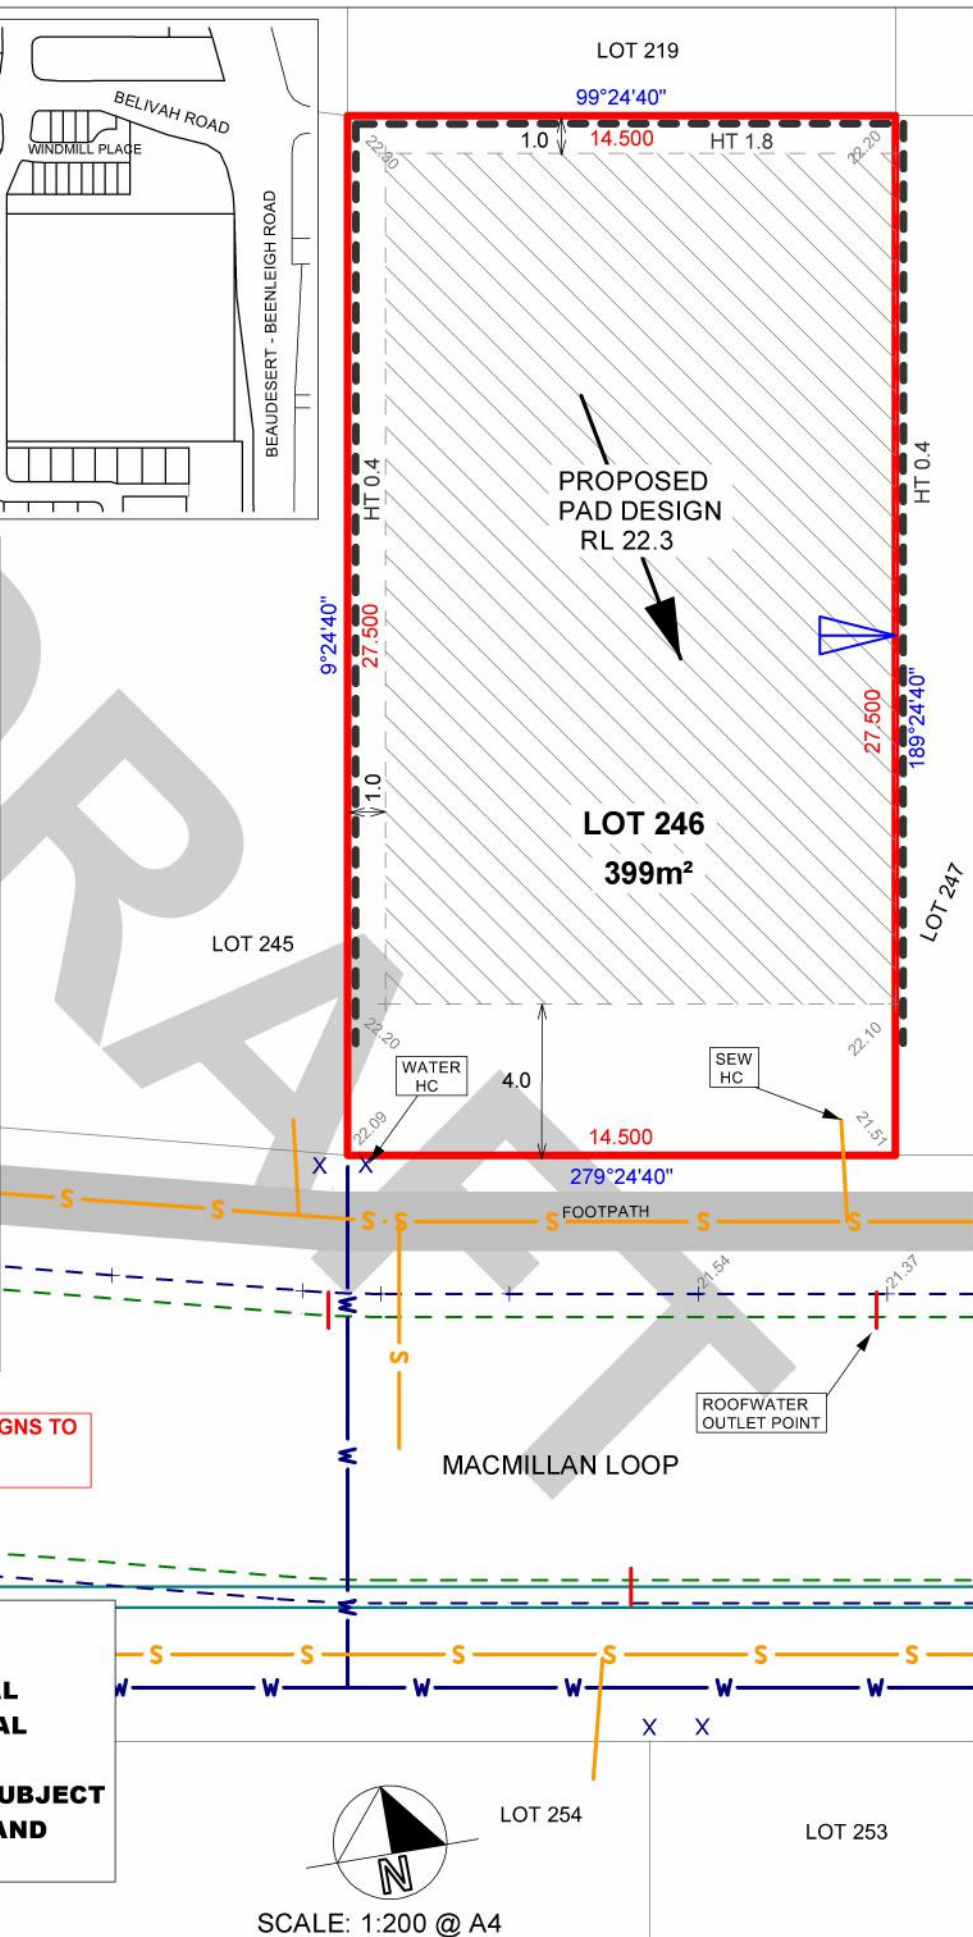 LOT 219
99°24'40"
BELIVAH ROAD
WINDMILL PLACE
BEAUDESERT - BEENLEIGH ROAD
1.0
14.500
HT 1.8
22.30
22.20
HT 0.4
HT 0.4
PROPOSED
PAD DESIGN
RL 22.3
9°24'40"
27.500
27.500
189°24'40"
1.0
LOT 246
399m²
LOT 247
LOT 245
22.20
22.10
WATER
HC
4.0
SEW
HC
22.09
14.500
21.51
X
X
279°24'40"
DRAFT
S
S
S
S
S
S
S
FOOTPATH
21.54
21.37
W
S
ROOFWATER
OUTLET POINT
GNS TO
W
MACMILLAN LOOP
W
S
S
S
S
S
S
W
W
W
W
W
W
L
AL
X
X
UBJECT
AND
LOT 254
LOT 253
N
SCALE: 1:200 @ A4